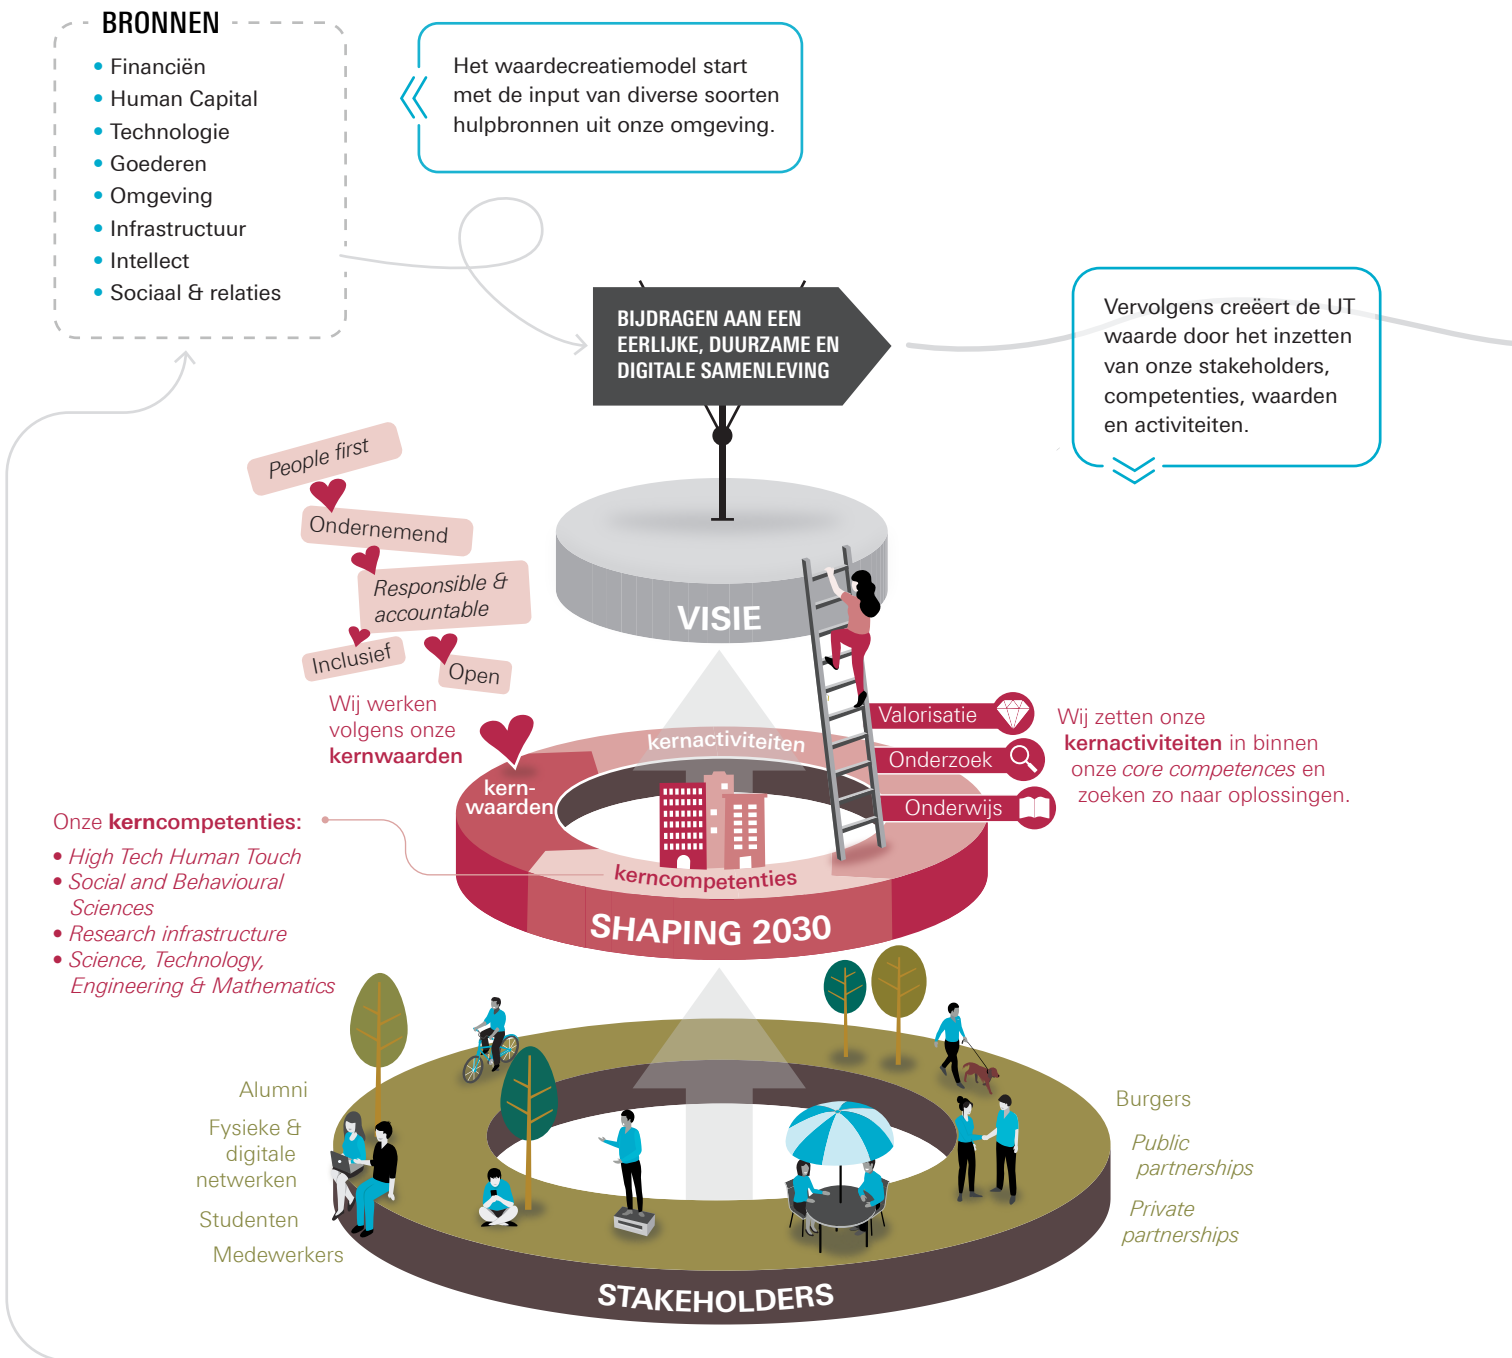 BRONNEN
• Financiën
• Human Capital
• Technologie
• Goederen
• Omgeving
• Infrastructuur
• Intellect
• Sociaal & relaties
Het waardecreatiemodel start
met de input van diverse soorten
hulpbronnen uit onze omgeving.
BIJDRAGEN AAN EEN
EERLIJKE, DUURZAME EN
DIGITALE SAMENLEVING
Vervolgens creëert de UT
waarde door het inzetten
van onze stakeholders,
competenties, waarden
en activiteiten.
People first
Ondernemend
Responsible &
accountable
Inclusief
Open
VISIE
Wij werken
volgens onze
kernwaarden
kernactiviteiten
kern-
waarden
kerncompetenties
SHAPING 2030
Valorisatie
Onderzoek
Onderwijs
Wij zetten onze
kernactiviteiten in binnen
onze core competences en
zoeken zo naar oplossingen.
Onze kerncompetenties:
• High Tech Human Touch
• Social and Behavioural
Sciences
• Research infrastructure
• Science, Technology,
Engineering & Mathematics
Alumni
Fysieke &
digitale
netwerken
Studenten
Medewerkers
Burgers
Public
partnerships
Private
partnerships
STAKEHOLDERS